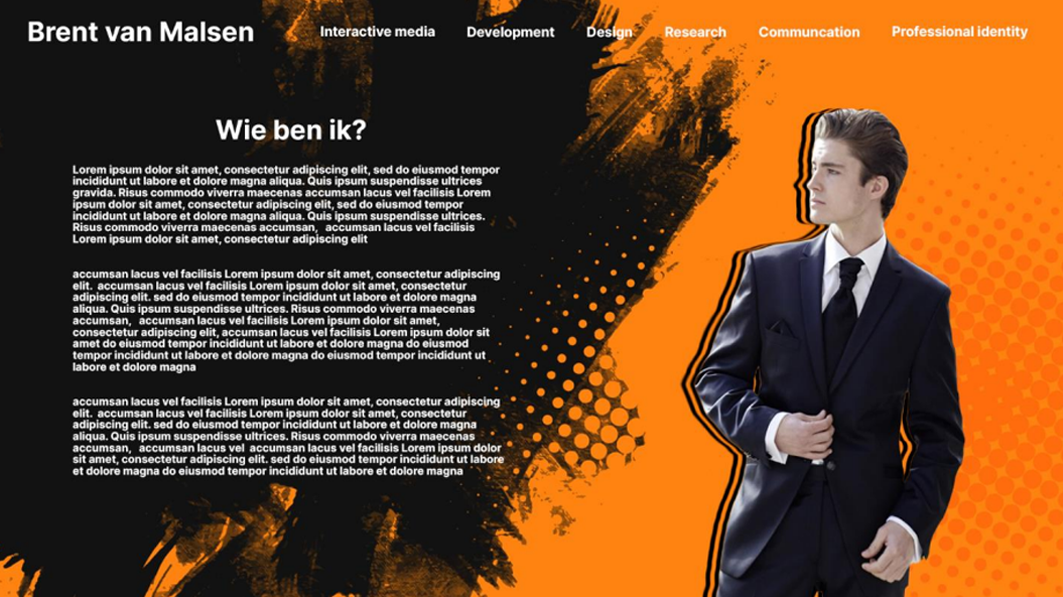 Brent van Malsen
Interactive media
Development
Design
Research
Communcation
Professional identity
Wie ben ik?
Lorem ipsum dolor sit amet, consectetur adipiscing elit, sed do eiusmod tempor
incididunt ut labore et dolore magna aliqua. Quis ipsum suspendisse ultrices
gravida. Risus commodo viverra maecenas accumsan lacus vel facilisis Lorem
ipsum dolor sit amet, consectetur adipiscing elit, sed do eiusmod tempor
incididunt ut labore et dolore magna aliqua. Quis ipsum suspendisse ultrices.
Risus commodo viverra maecenas accumsan, accumsan lacus vel facilisis
Lorem ipsum dolor sit amet, consectetur adipiscing elit
accumsan lacus vel facilisis Lorem ipsum dolor sit amet, consectetur adipiscing
elit. accumsan lacus vel facilisis Lorem ipsum dolor sit amet, consectetur
adipiscing elit. sed do eiusmod tempor incididunt ut labore et dolore magna
aliqua. Quis ipsum suspendisse ultrices. Risus commodo viverra maecenas
accumsan, accumsan lacus vel facilisis Lorem ipsum dolor sit amet,
consectetur adipiscing elit, accumsan lacus vel facilisis Lorem ipsum dolor sit
amet do eiusmod tempor incididunt ut labore et dolore magna do eiusmod
tempor incididunt ut labore et dolore magna do eiusmod tempor incididunt ut
labore et dolore magna
accumsan lacus vel facilisis Lorem ipsum dolor sit amet, consectetur adipiscing
elit. accumsan lacus vel facilisis Lorem ipsum dolor sit amet, consectetur
adipiscing elit. sed do eiusmod tempor incididunt ut labore et dolore magna
aliqua. Quis ipsum suspendisse ultrices. Risus commodo viverra maecenas
accumsan, accumsan lacus vel accumsan lacus vel facilisis Lorem ipsum dolor
sit amet, consectetur adipiscing elit. sed do eiusmod tempor incididunt ut labore
et dolore magna do eiusmod tempor incididunt ut labore et dolore magna